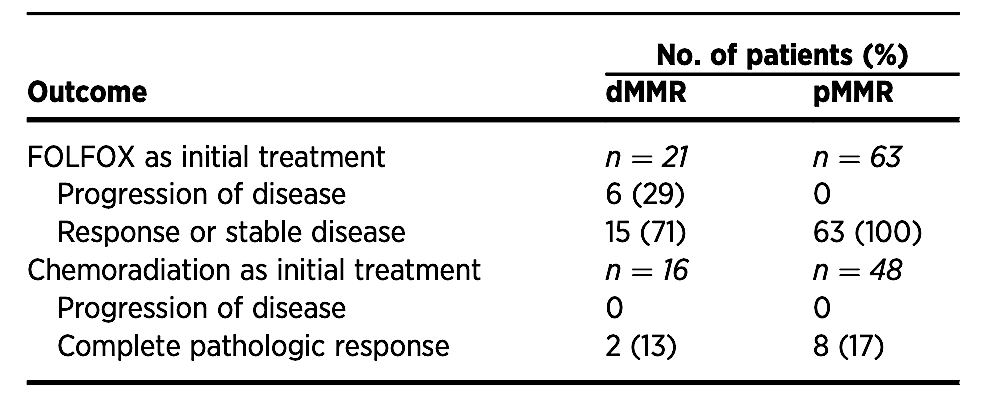 No. of patients (%)
Outcome dMMR pMMR
FOLFOX as initial treatment n = 21 n = 63
Progression of disease 6 (29) 0
Response or stable disease 15 (71) 63 (100)
Chemoradiation as initial treatment n = 16 n = 48
Progression of disease 0 0
Complete pathologic response 2 (13) 8 (17)